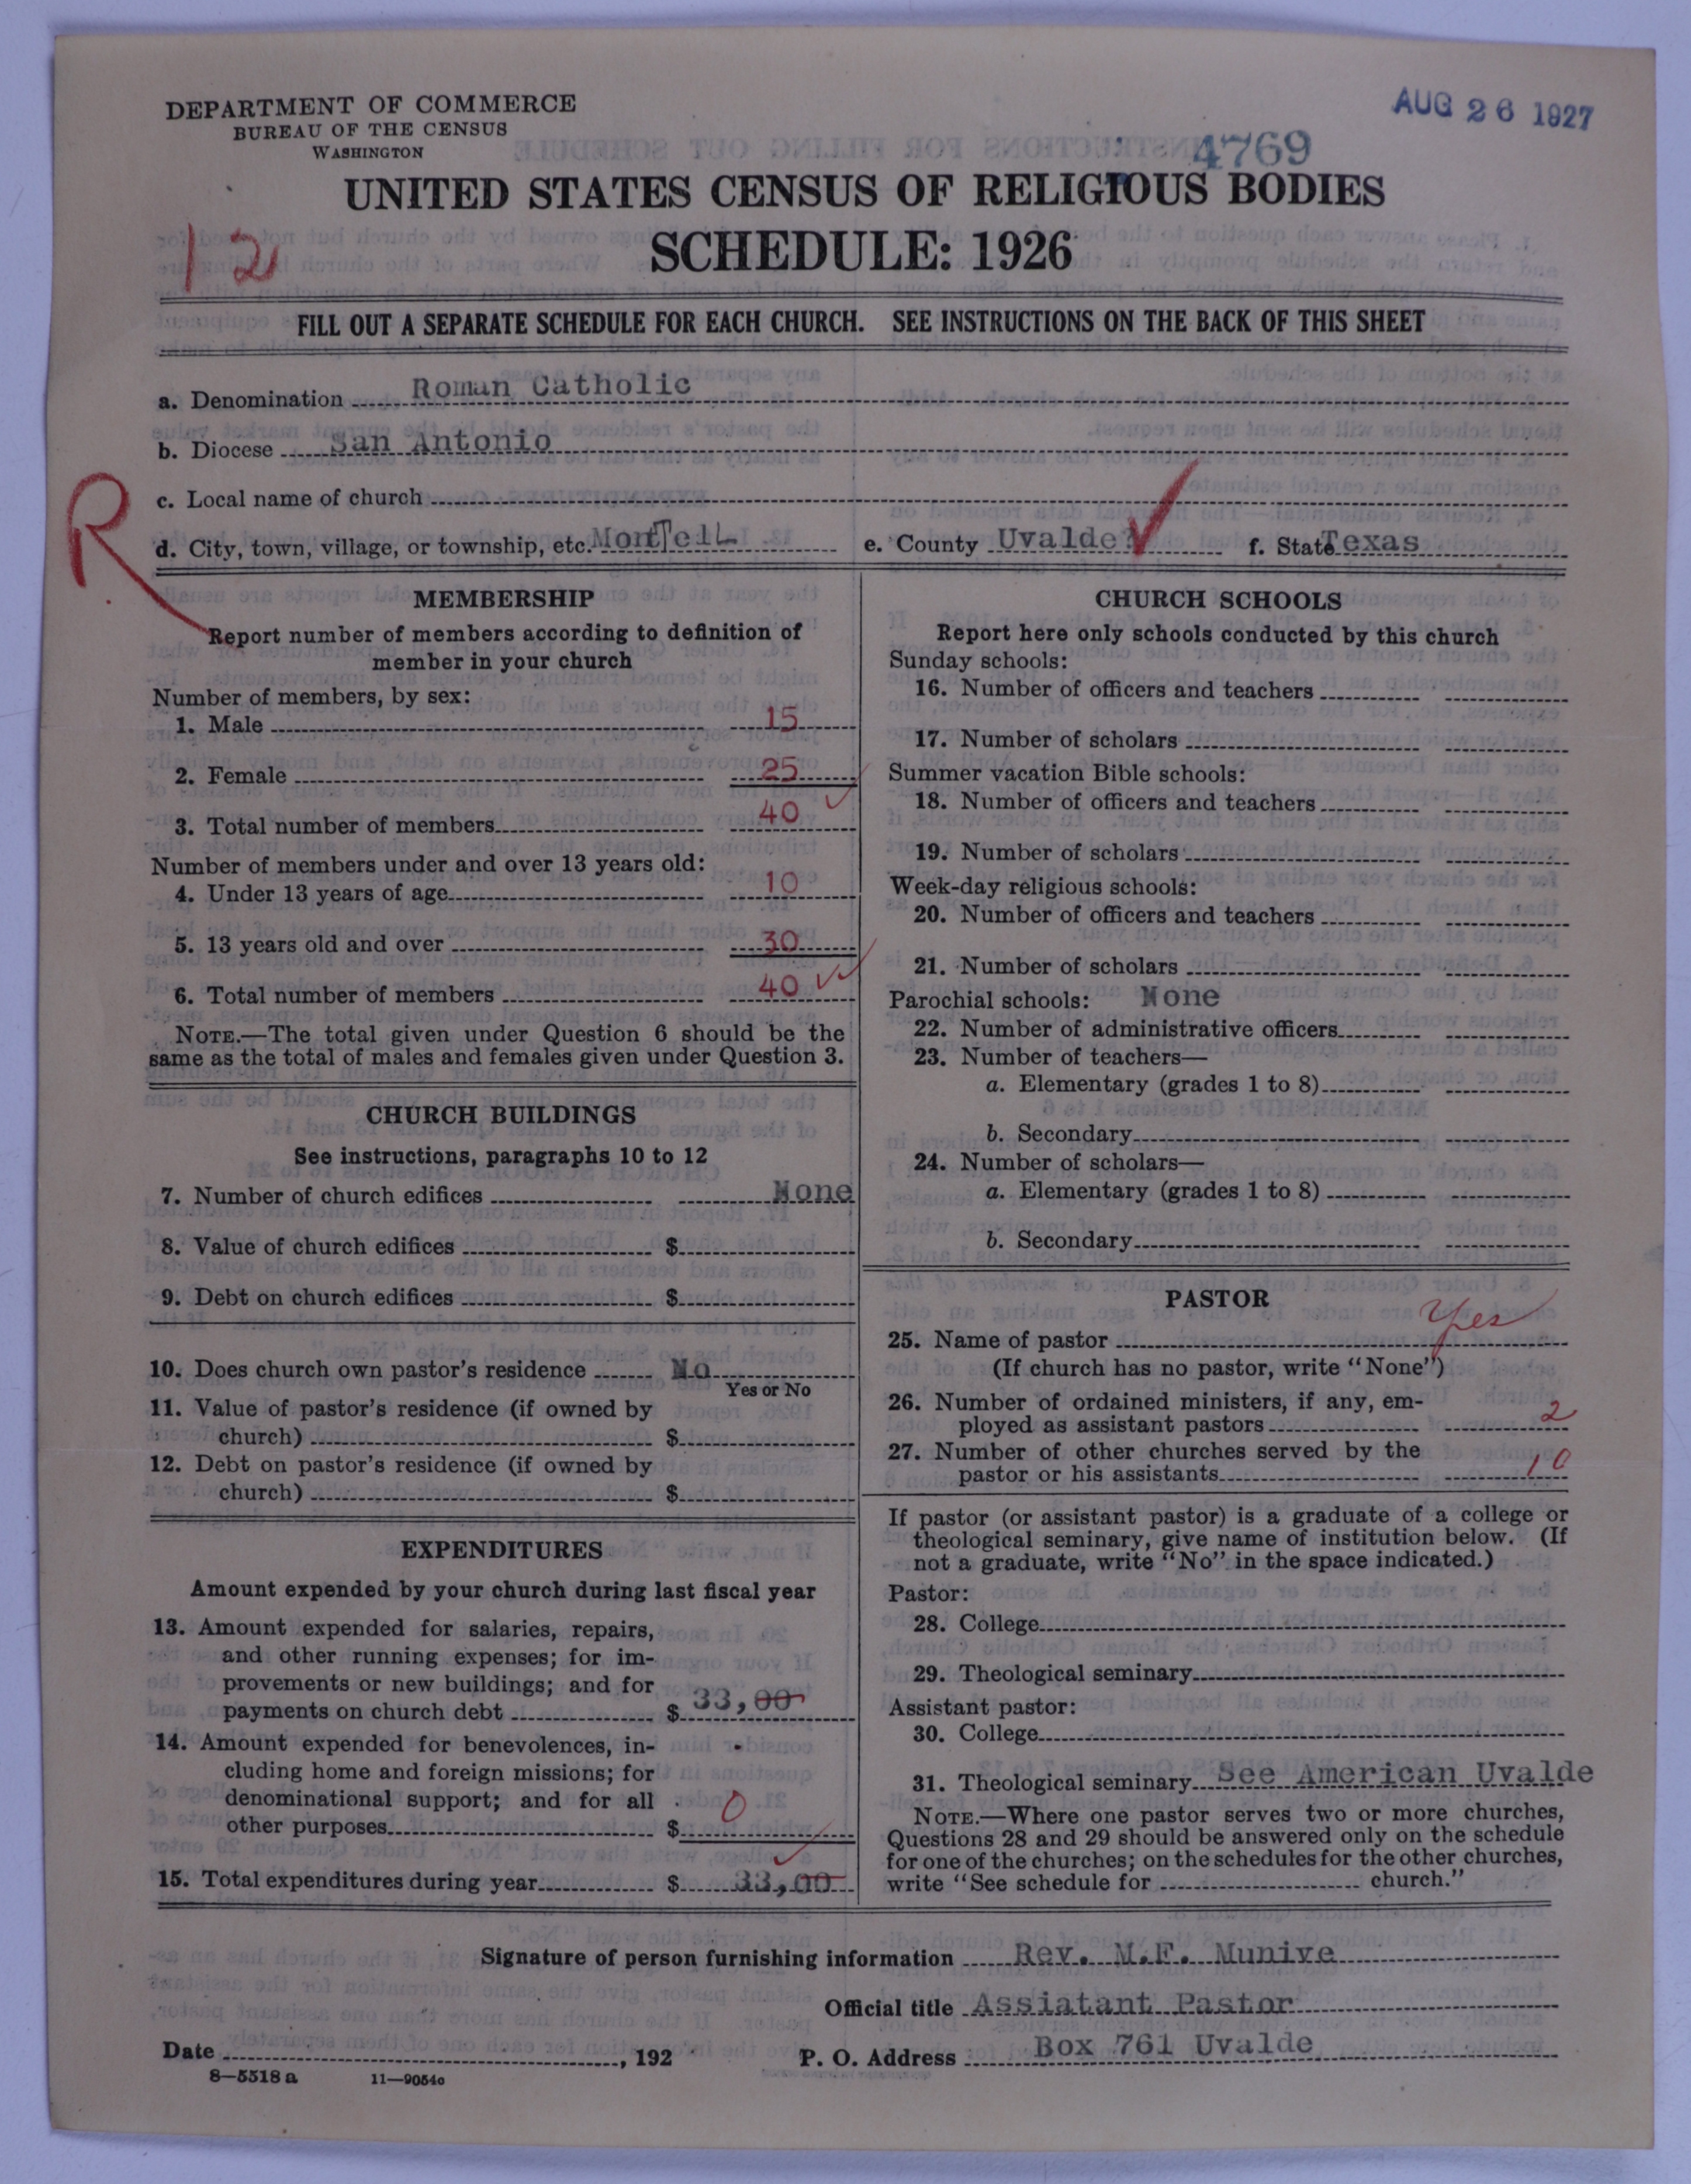 DEPARTMENT OF COMMERCE
BUREAU OF THE CENSUS
WASHINGTON
AUG 26 1927
4769
UNITED STATES CENSUS OF RELIGIOUS BODIES
12
SCHEDULE: 1926
FILL OUT A SEPARATE SCHEDULE FOR EACH CHURCH. SEE INSTRUCTIONS ON THE BACK OF THIS SHEET
a. Denomination Roman Catholic
b. Diocese San Antonio
R
c. Local name of church
d. City, town, village, or township, etc. Montell e. County Uvalde? f. State Texas
MEMBERSHIP
Report number of members according to definition of
member in your church
Number of members, by sex:
1. Male 15
2. Female 25
3. Total number of members 40
Number of members under and over 13 years old:
4. Under 13 years of age 10
5. 13 years old and over 30
6. Total number of members 40
NOTE.—The total given under Question 6 should be the
same as the total of males and females given under Question 3.
CHURCH BUILDINGS
See instructions, paragraphs 10 to 12
7. Number of church edifices None
8. Value of church edifices $
9. Debt on church edifices $
10. Does church own pastor's residence No
Yes or No
11. Value of pastor's residence (if owned by
church) $
12. Debt on pastor's residence (if owned by
church) $
EXPENDITURES
Amount expended by your church during last fiscal year
13. Amount expended for salaries, repairs,
and other running expenses; for im-
provements or new buildings; and for
payments on church debt $ 33,00
14. Amount expended for benevolences, in-
cluding home and foreign missions; for
denominational support; and for all
other purposes $ 0
15. Total expenditures during year $ 33,00
CHURCH SCHOOLS
Report here only schools conducted by this church
Sunday schools:
16. Number of officers and teachers
17. Number of scholars
Summer vacation Bible schools:
18. Number of officers and teachers
19. Number of scholars
Week-day religious schools:
20. Number of officers and teachers
21. Number of scholars
Parochial schools: None
22. Number of administrative officers
23. Number of teachers—
a. Elementary (grades 1 to 8)
b. Secondary
24. Number of scholars—
a. Elementary (grades 1 to 8)
b. Secondary
PASTOR
25. Name of pastor Yes
(If church has no pastor, write "None")
26. Number of ordained ministers, if any, em-
ployed as assistant pastors 2
27. Number of other churches served by the
pastor or his assistants 10
If pastor (or assistant pastor) is a graduate of a college or
theological seminary, give name of institution below. (If
not a graduate, write "No" in the space indicated.)
Pastor:
28. College
29. Theological seminary
Assistant pastor:
30. College
31. Theological seminary See American Uvalde
NOTE.—Where one pastor serves two or more churches,
Questions 28 and 29 should be answered only on the schedule
for one of the churches; on the schedules for the other churches,
write "See schedule for church."
Signature of person furnishing information Rev. M.F. Munive
Official title Assiatant Pastor
Date , 192 P. O. Address Box 761 Uvalde
8—5518 a 11—9054o